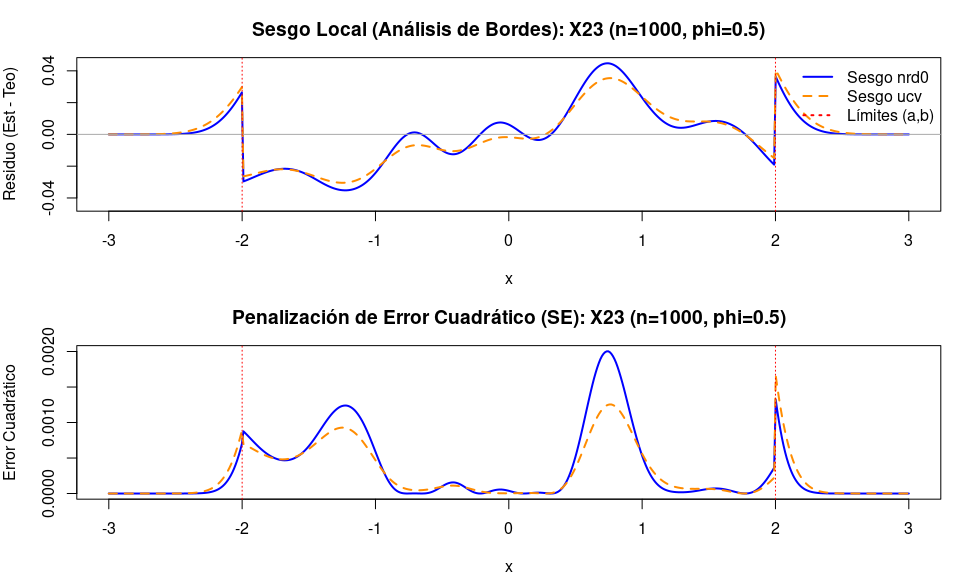 Sesgo Local (Análisis de Bordes): X23 (n=1000, phi=0.5)
Residuo (Est - Teo)
0.04
0.00
-0.04
Sesgo nrd0
Sesgo ucv
Límites (a,b)
-3 -2 -1 0 1 2 3
x
Penalización de Error Cuadrático (SE): X23 (n=1000, phi=0.5)
Error Cuadrático
0.0020
0.0010
0.0000
-3 -2 -1 0 1 2 3
x